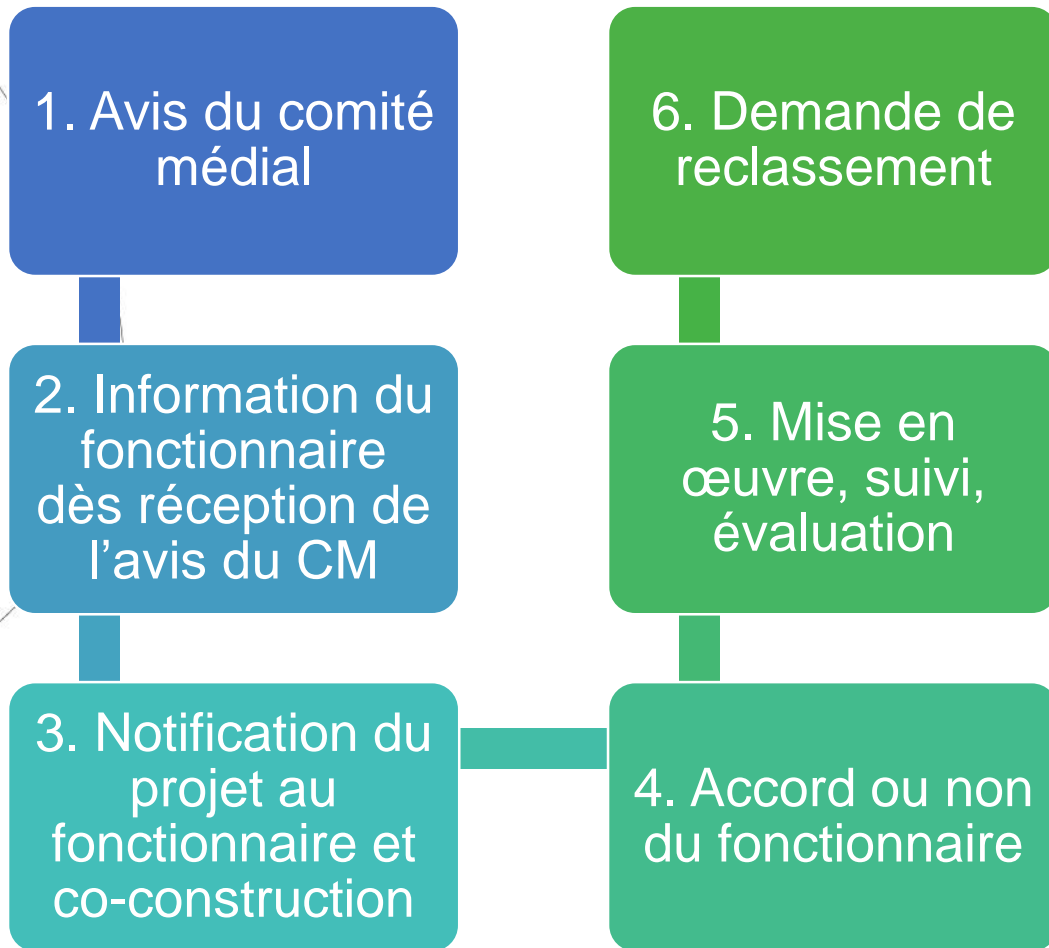 1. Avis du comité
médial
2. Information du
fonctionnaire
dès réception de
l’avis du CM
3. Notification du
projet au
fonctionnaire et
co-construction
4. Accord ou non
du fonctionnaire
5. Mise en
œuvre, suivi,
évaluation
6. Demande de
reclassement